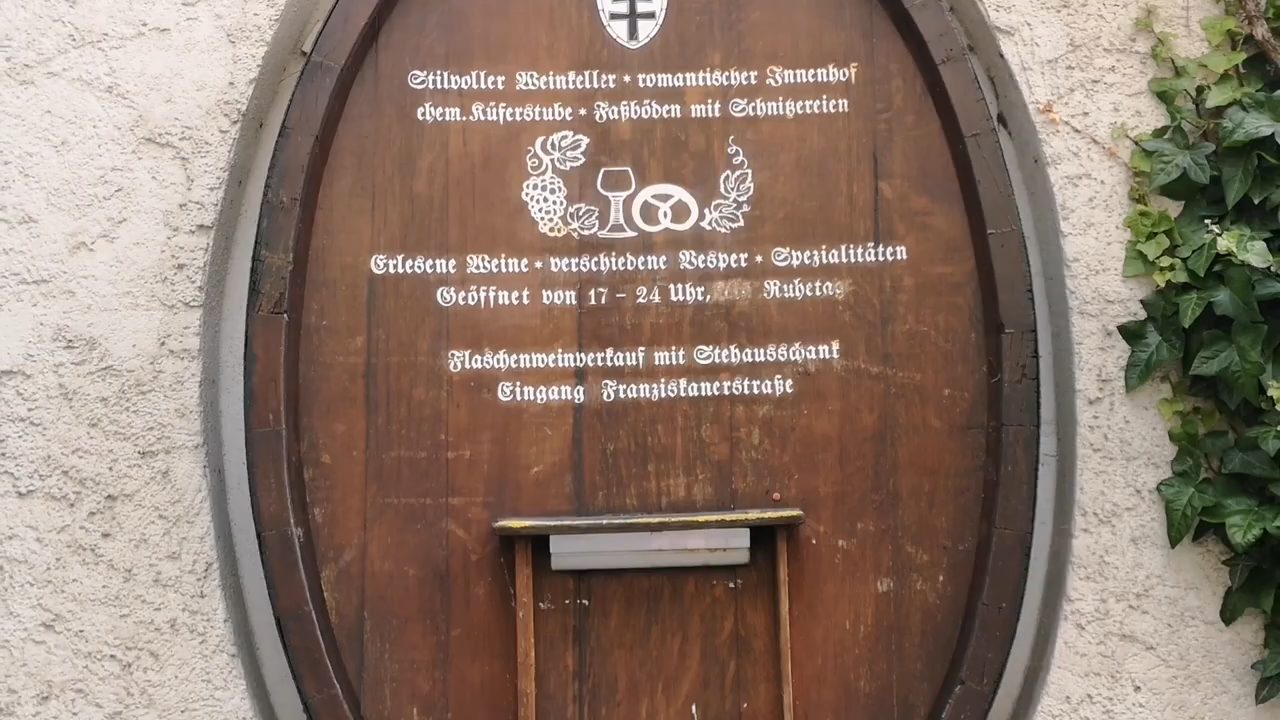 Stilvoller Weinkeller * romantischer Innenhof
ehem. Küferstube * Faßböden mit Schnitzereien
Erlesene Weine * verschiedene Vesper * Spezialitäten
Geöffnet von 17 - 24 Uhr, Ruhetag
Flaschenweinverkauf mit Stehausschank
Eingang Franziskanerstraße